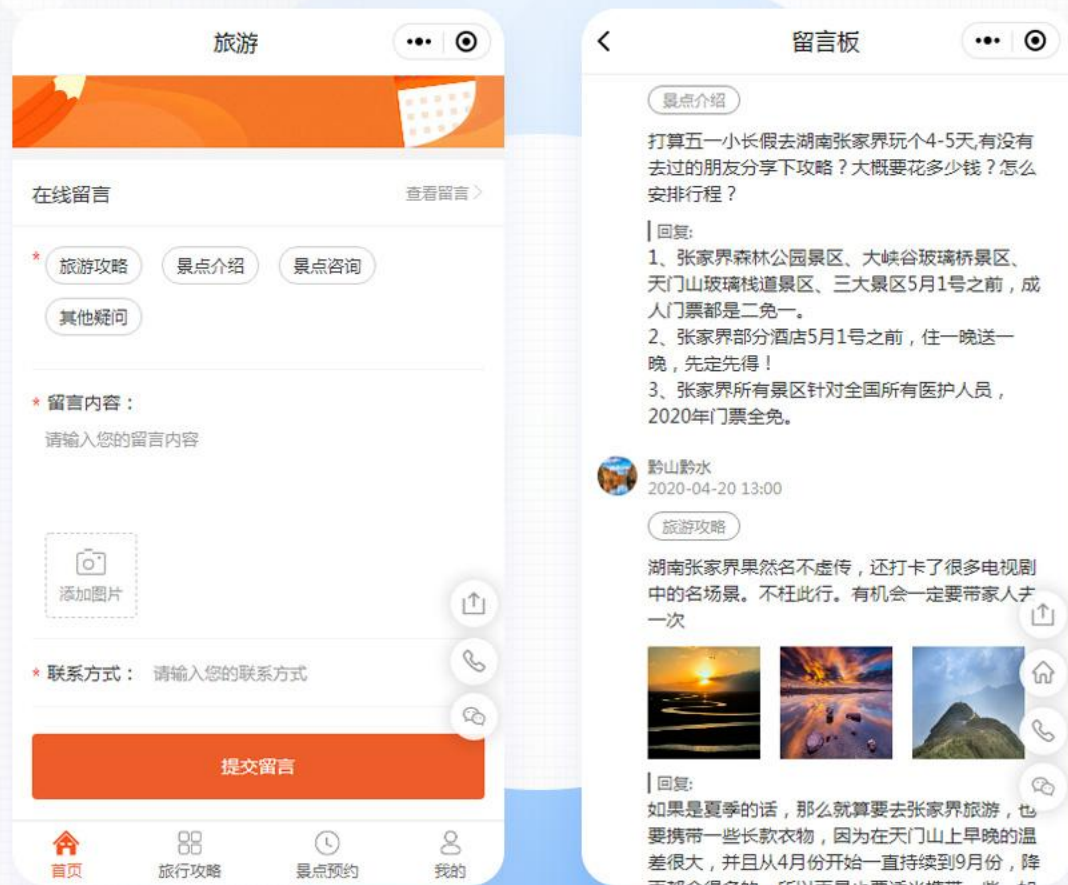 旅游
在线留言
查看留言
* 旅游攻略
景点介绍
景点咨询
其他疑问
* 留言内容：
请输入您的留言内容
添加图片
* 联系方式：
请输入您的联系方式
提交留言
首页
旅行攻略
景点预约
我的
留言板
景点介绍
打算五一小长假去湖南张家界玩个4-5天,有没有
去过的朋友分享下攻略？大概要花多少钱？怎么
安排行程？
回复:
1、张家界森林公园景区、大峡谷玻璃桥景区、
天门山玻璃栈道景区、三大景区5月1号之前，成
人门票都是二免一。
2、张家界部分酒店5月1号之前，住一晚送一
晚，先定先得！
3、张家界所有景区针对全国所有医护人员，
2020年门票全免。
黔山黔水
2020-04-20 13:00
旅游攻略
湖南张家界果然名不虚传，还打卡了很多电视剧
中的名场景。不枉此行。有机会一定要带家人去
一次
回复:
如果是夏季的话，那么就算要去张家界旅游，也
要携带一些长款衣物，因为在天门山上早晚的温
差很大，并且从4月份开始一直持续到9月份，降